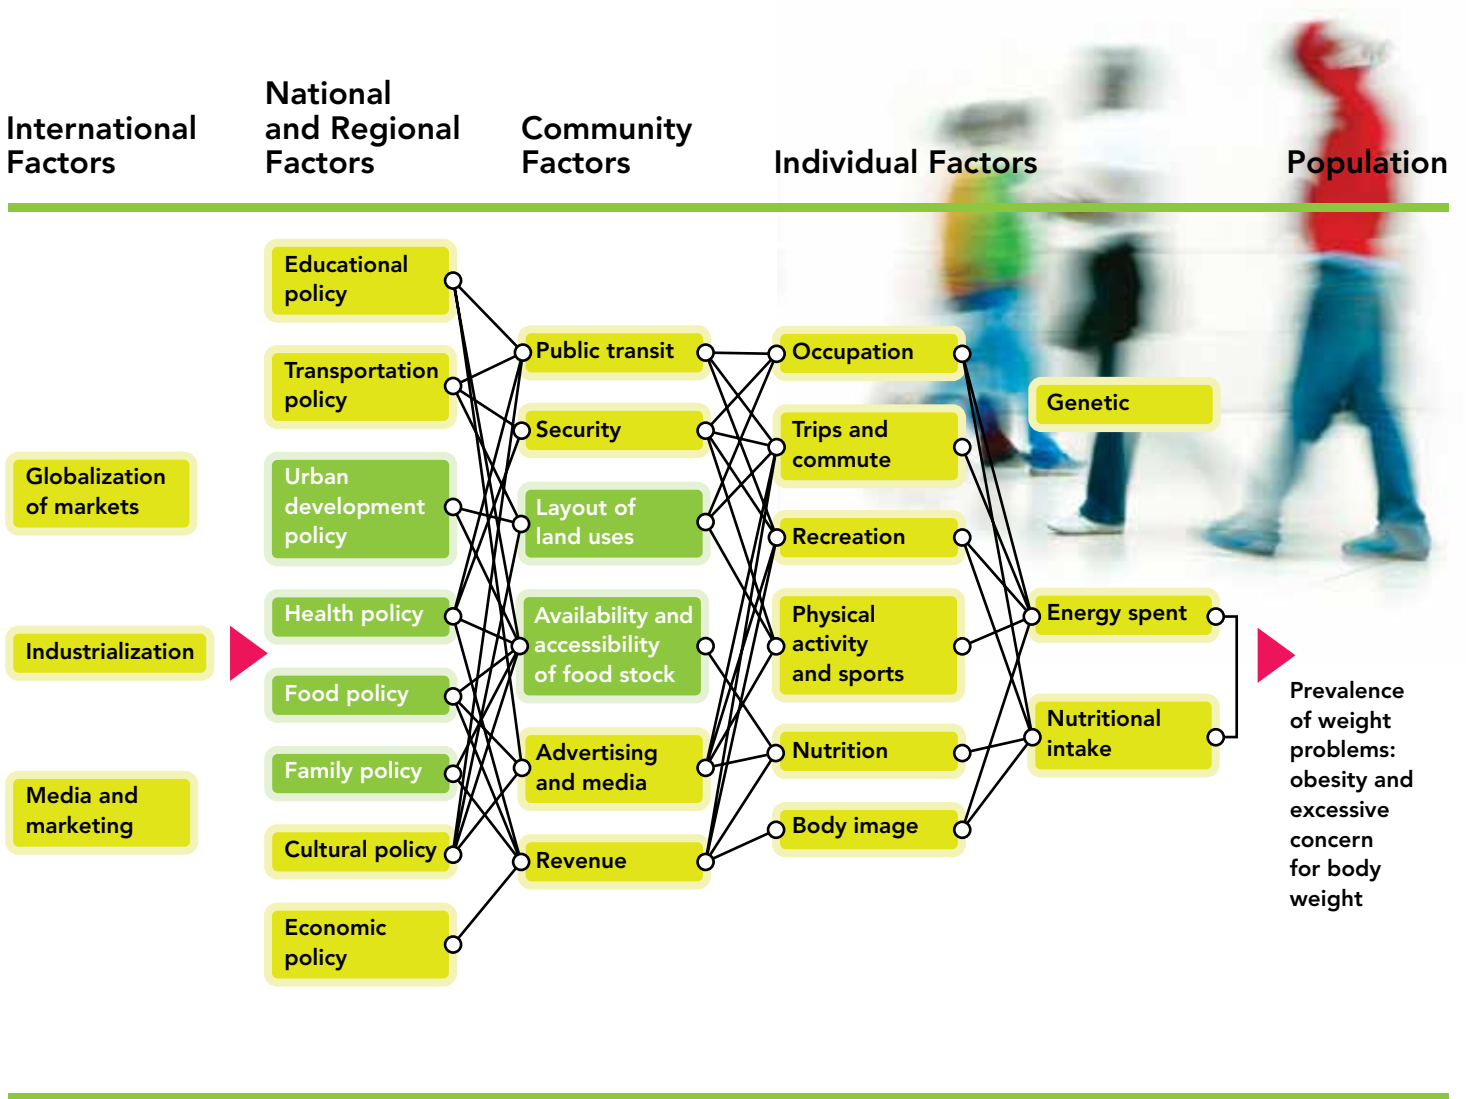 International
Factors
National
and Regional
Factors
Community
Factors
Individual Factors
Population
Globalization
of markets
Industrialization
Media and
marketing
Educational
policy
Transportation
policy
Urban
development
policy
Health policy
Food policy
Family policy
Cultural policy
Economic
policy
Public transit
Security
Layout of
land uses
Availability and
accessibility
of food stock
Advertising
and media
Revenue
Occupation
Trips and
commute
Recreation
Physical
activity
and sports
Nutrition
Body image
Genetic
Energy spent
Nutritional
intake
Prevalence
of weight
problems:
obesity and
excessive
concern
for body
weight